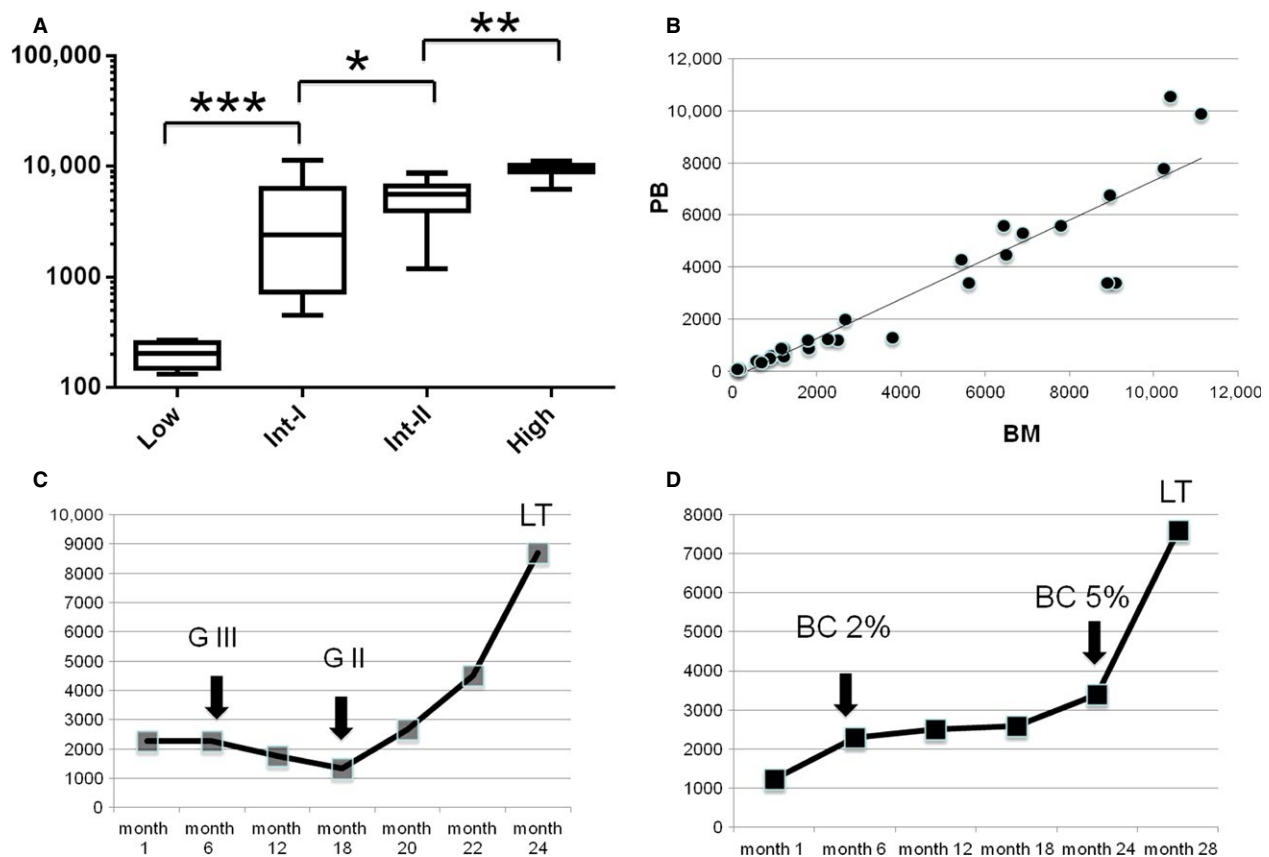 A
100,000
10,000
1000
100
***
*
**
Low
Int-I
Int-II
High
B
12,000
10,000
8000
6000
4000
2000
0
PB
0 2000 4000 6000 8000 10,000 12,000
BM
C
10,000
9000
8000
7000
6000
5000
4000
3000
2000
1000
0
G III
G II
LT
month month month month month month month
1 6 12 18 20 22 24
D
8000
7000
6000
5000
4000
3000
2000
1000
0
BC 2%
BC 5%
LT
month 1 month 6 month 12 month 18 month 24 month 28